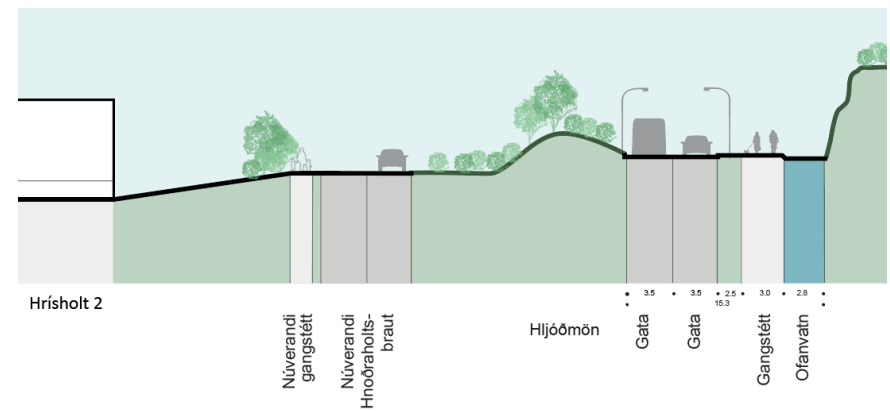 Hrísholt 2
Núverandi
gangstétt
Núverandi
Hnoðraholts-
braut
Hljóðmön
3.5
3.5
2.5
3.0
2.8
15.3
Gata
Gata
Gangstétt
Ofanvatn